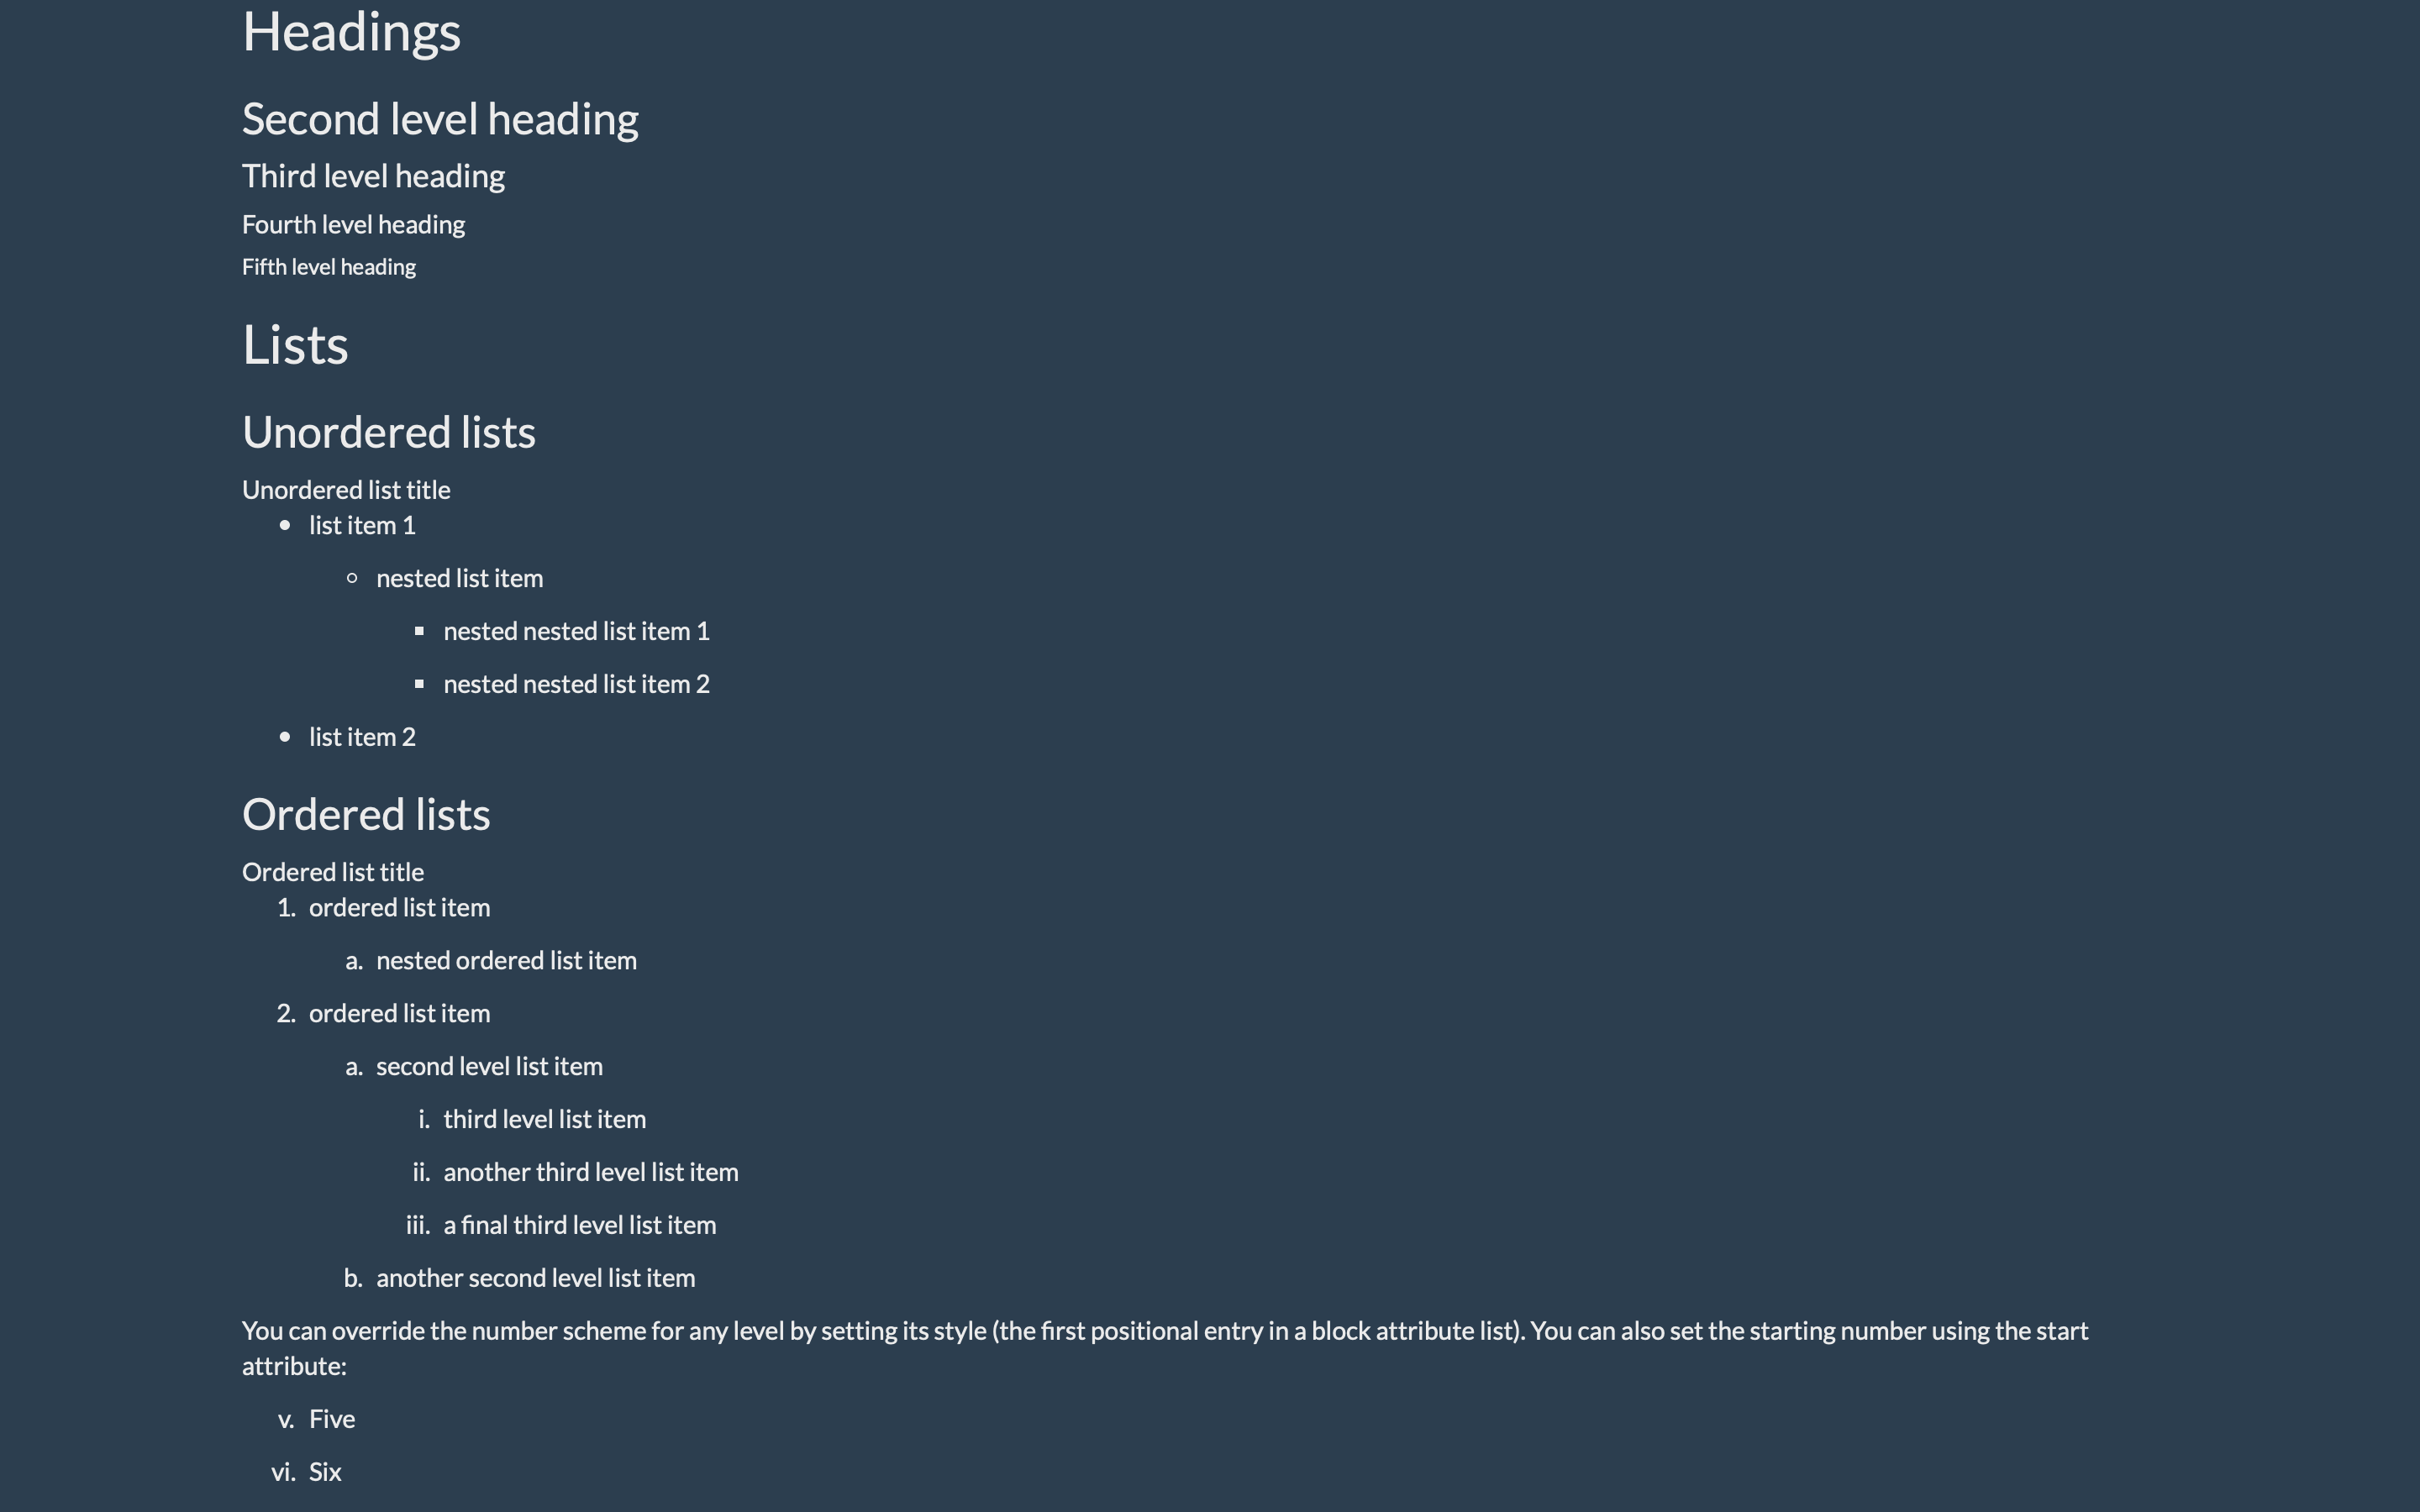 Headings
Second level heading
Third level heading
Fourth level heading
Fifth level heading
Lists
Unordered lists
Unordered list title
• list item 1
◦ nested list item
▪ nested nested list item 1
▪ nested nested list item 2
• list item 2
Ordered lists
Ordered list title
1. ordered list item
a. nested ordered list item
2. ordered list item
a. second level list item
i. third level list item
ii. another third level list item
iii. a final third level list item
b. another second level list item
You can override the number scheme for any level by setting its style (the first positional entry in a block attribute list). You can also set the starting number using the start
attribute:
v. Five
vi. Six